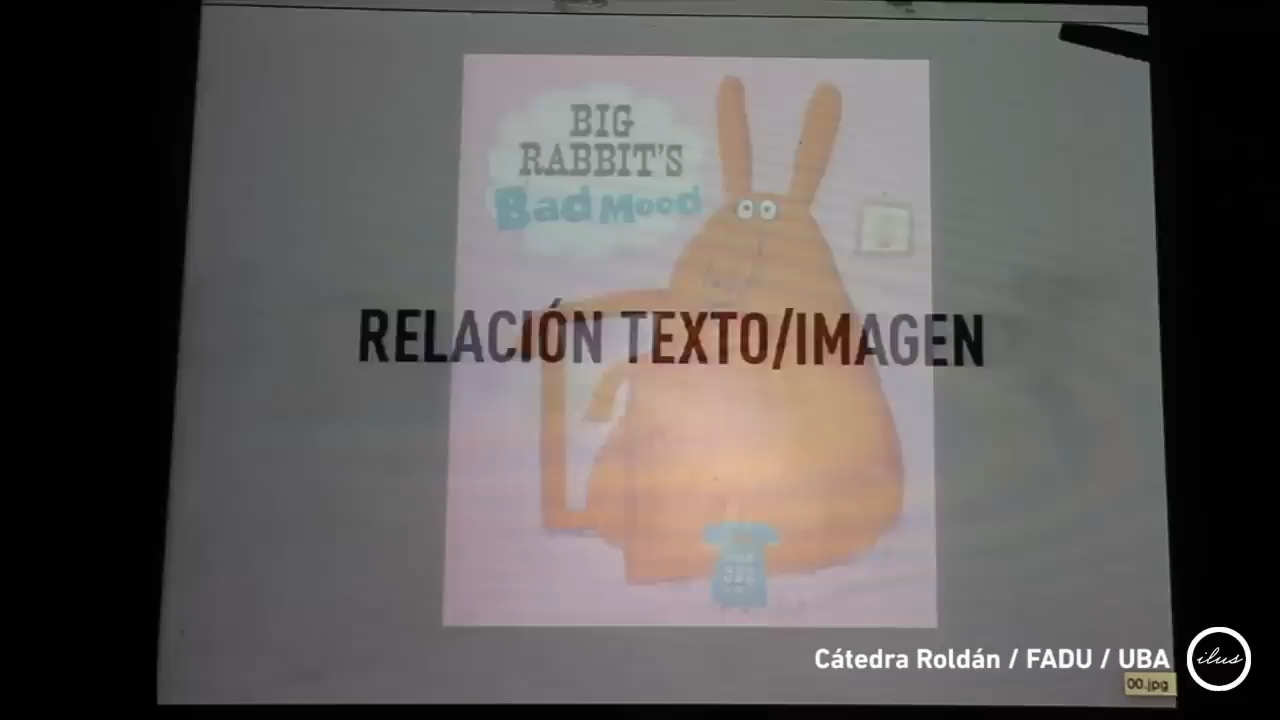 BIG
RABBIT'S
Bad Mood
RELACIÓN TEXTO/IMAGEN
Cátedra Roldán / FADU / UBA
ilus
00.jpg